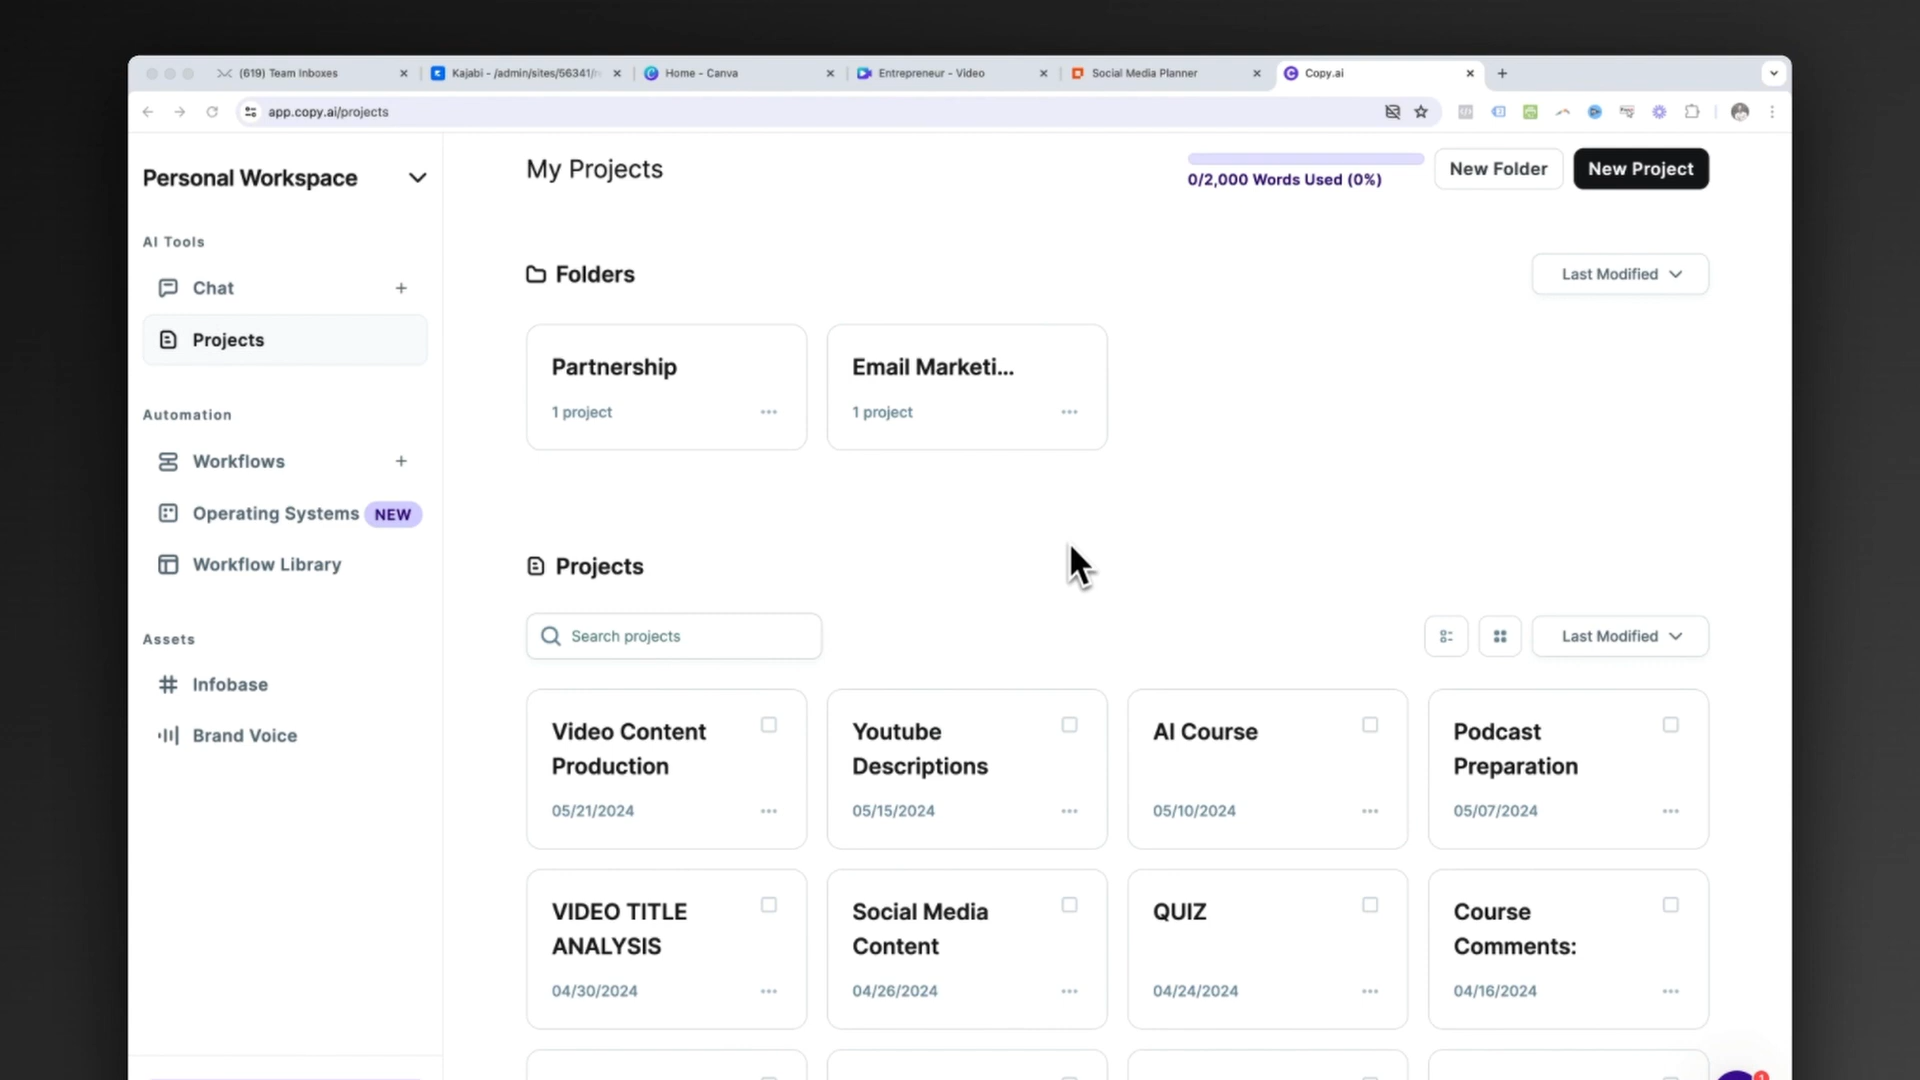 (619) Team Inboxes
Kajabi - /admin/sites/56341/
Home - Canva
Entrepreneur - Video
Social Media Planner
Copy.ai
app.copy.ai/projects
Personal Workspace
My Projects
0/2,000 Words Used (0%)
New Folder
New Project
AI Tools
Chat
Projects
Automation
Workflows
Operating Systems NEW
Workflow Library
Assets
Infobase
Brand Voice
Folders
Last Modified
Partnership
1 project
Email Marketi...
1 project
Projects
Search projects
Last Modified
Video Content
Production
05/21/2024
Youtube
Descriptions
05/15/2024
AI Course
05/10/2024
Podcast
Preparation
05/07/2024
VIDEO TITLE
ANALYSIS
04/30/2024
Social Media
Content
04/26/2024
QUIZ
04/24/2024
Course
Comments:
04/16/2024